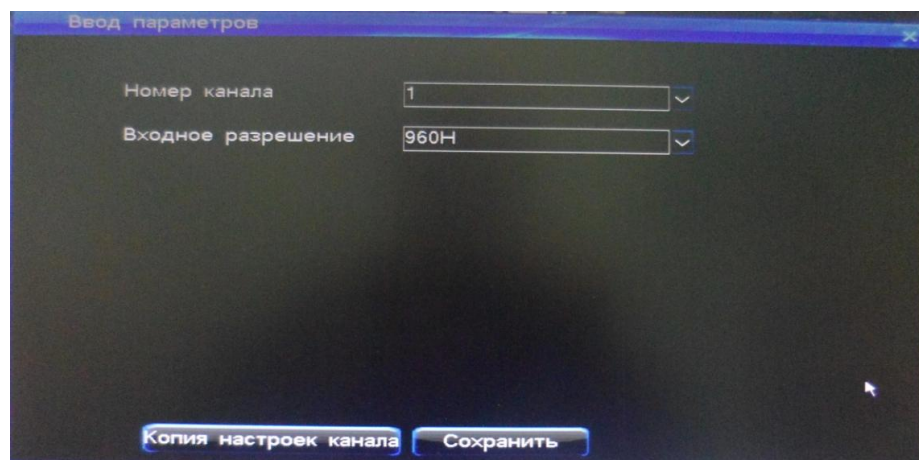 Ввод параметров
Номер канала 1
Входное разрешение 960H
Копия настроек канала Сохранить